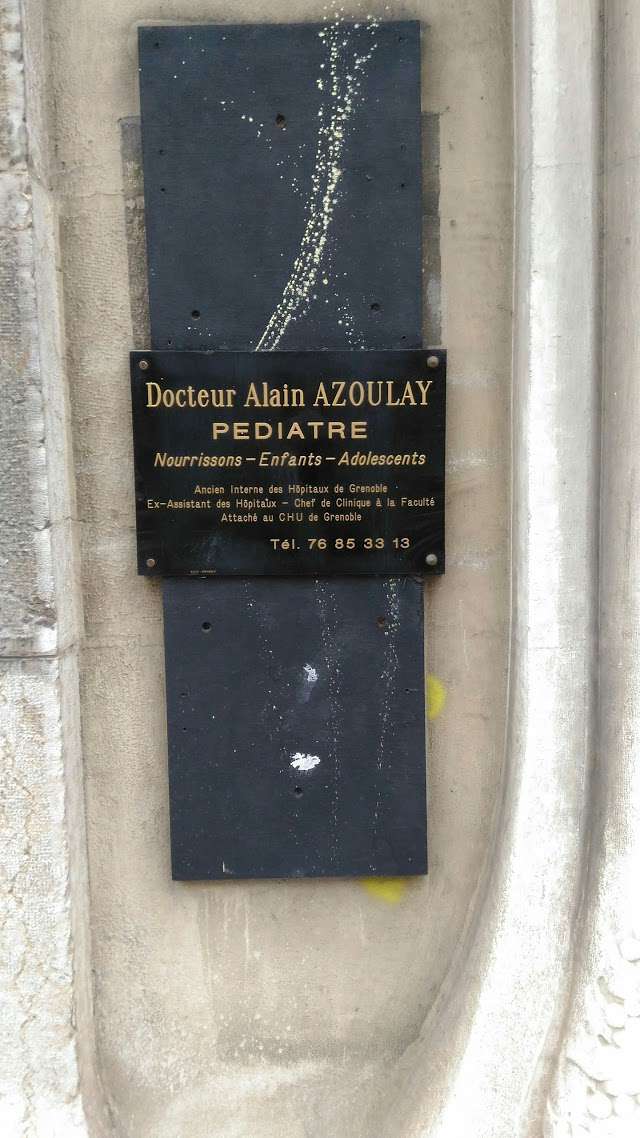 Docteur Alain AZOULAY
PEDIATRE
Nourrissons - Enfants - Adolescents
Ancien Interne des Hôpitaux de Grenoble
Ex-Assistant des Hôpitaux - Chef de Clinique à la Faculté
Attaché au CHU de Grenoble
Tél. 76 85 33 13